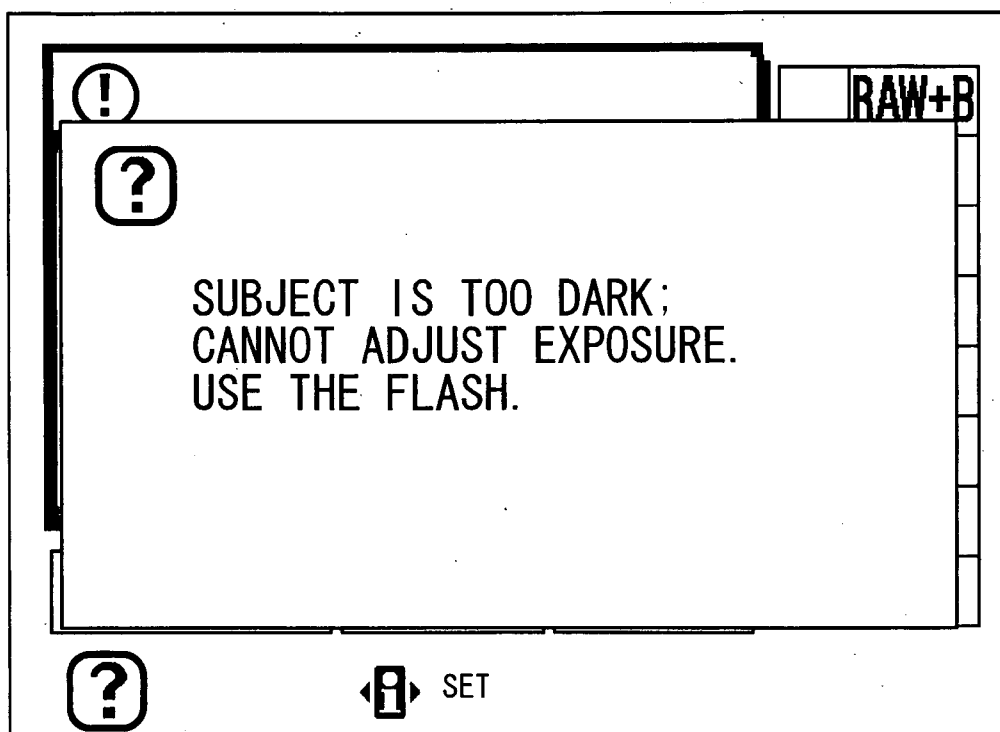 !
RAW+B
?
SUBJECT IS TOO DARK;
CANNOT ADJUST EXPOSURE.
USE THE FLASH.
?
i SET